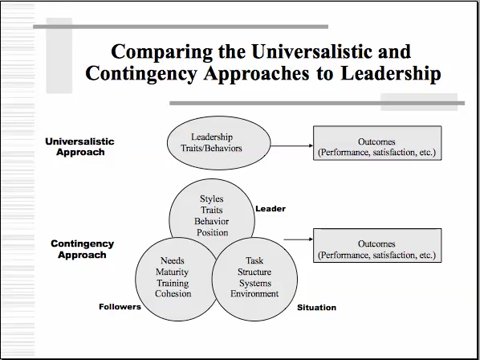 Comparing the Universalistic and
Contingency Approaches to Leadership
Universalistic
Approach
Leadership
Traits/Behaviors
Outcomes
(Performance, satisfaction, etc.)
Styles
Traits
Behavior
Position
Leader
Contingency
Approach
Outcomes
(Performance, satisfaction, etc.)
Needs
Maturity
Training
Cohesion
Task
Structure
Systems
Environment
Followers
Situation